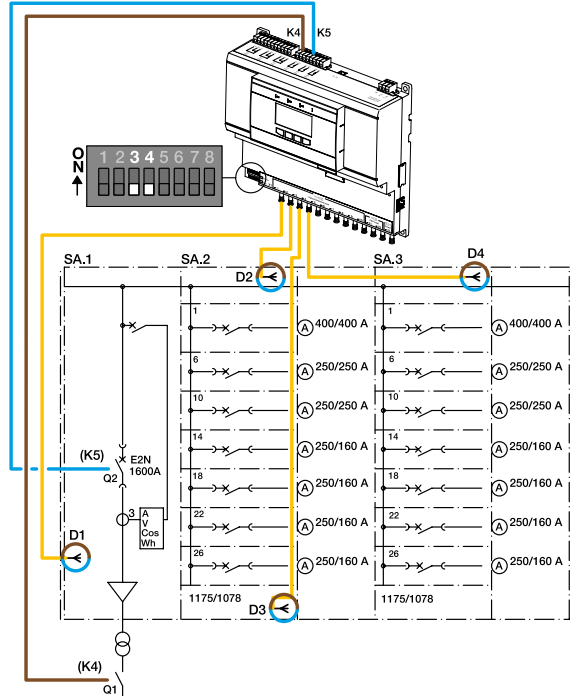 K4 K5
O
N
1 2 3 4 5 6 7 8
SA.1
SA.2
D2
SA.3
D4
1
A 400/400 A
1
A 400/400 A
6
A 250/250 A
6
A 250/250 A
10
A 250/250 A
10
A 250/250 A
14
A 250/160 A
14
A 250/160 A
(K5)
E2N
1600A
Q2
18
A 250/160 A
18
A 250/160 A
3
A
V
Cos
Wh
22
A 250/160 A
22
A 250/160 A
D1
26
A 250/160 A
26
A 250/160 A
1175/1078
D3
1175/1078
(K4)
Q1